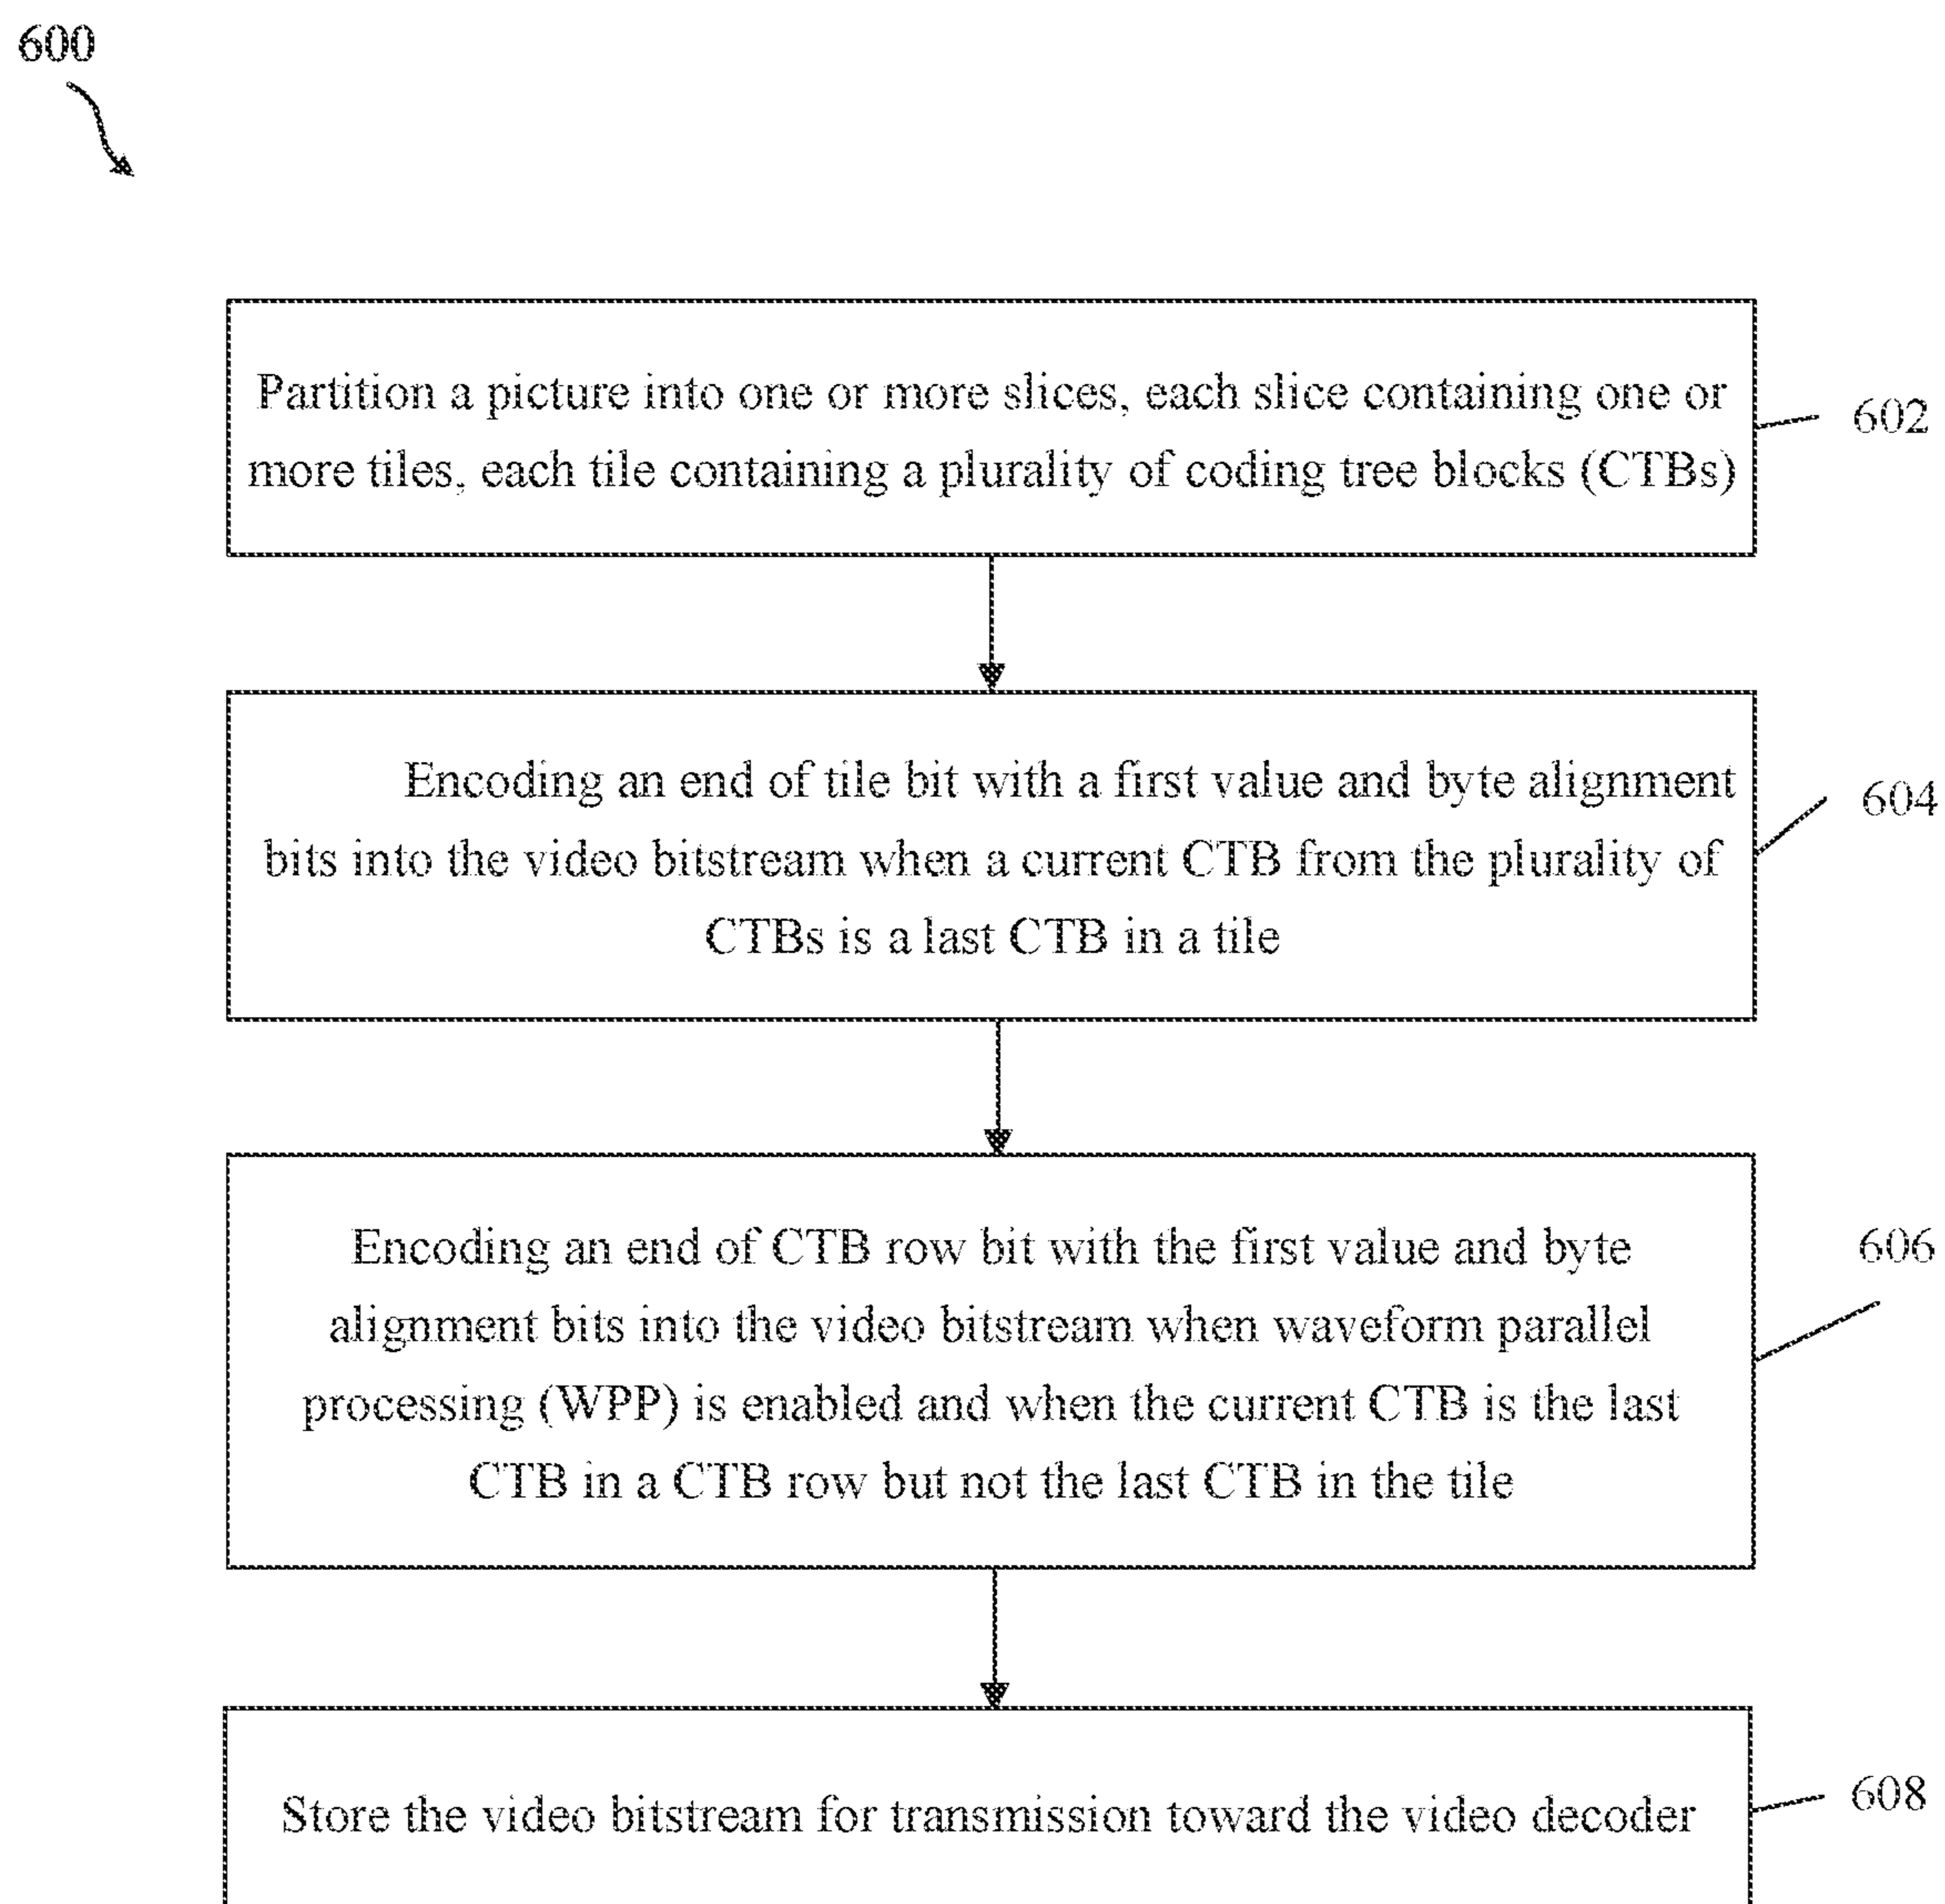 600
Partition a picture into one or more slices, each slice containing one or
more tiles, each tile containing a plurality of coding tree blocks (CTBs)
602
Encoding an end of tile bit with a first value and byte alignment
bits into the video bitstream when a current CTB from the plurality of
CTBs is a last CTB in a tile
604
Encoding an end of CTB row bit with the first value and byte
alignment bits into the video bitstream when waveform parallel
processing (WPP) is enabled and when the current CTB is the last
CTB in a CTB row but not the last CTB in the tile
606
Store the video bitstream for transmission toward the video decoder
608